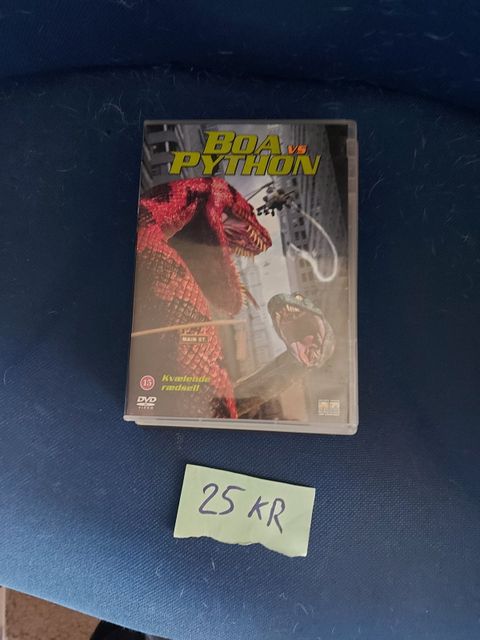 BOA vs
PYTHON
MAIN ST.
Kvælende
rædsel!
15
DVD
VIDEO
25 KR